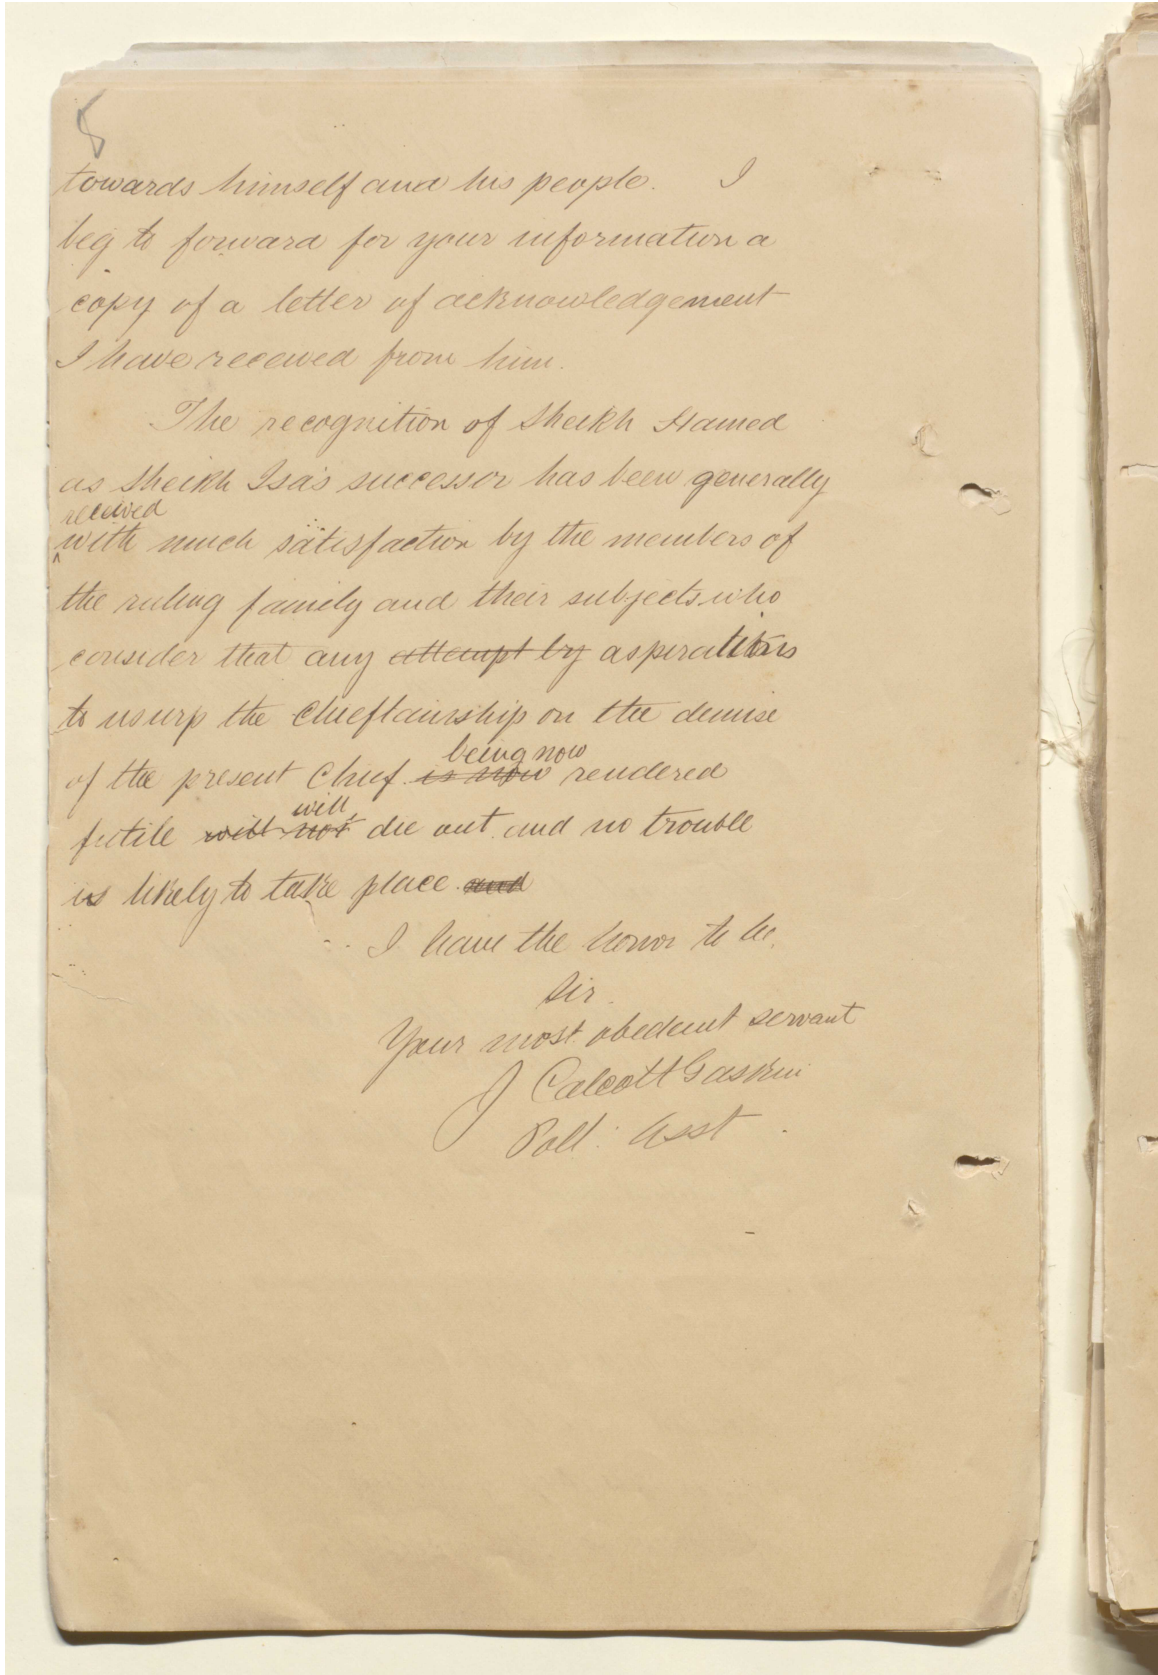 8
towards himself and his people. I
beg to forward for your information a
copy of a letter of acknowledgement
I have received from him.
The recognition of Sheikh Hamed
as Sheikh Isa's successor has been generally
received
with much satisfaction by the members of
the ruling family and their subjects who
consider that any attempt by aspirations
to usurp the Chieftainship on the demise
being now
of the present Chief is now rendered
will
futile will not die out and no trouble
is likely to take place and
I have the honor to be
Sir
Your most obedient servant
J Calcott Gaskin
Poll: Asst